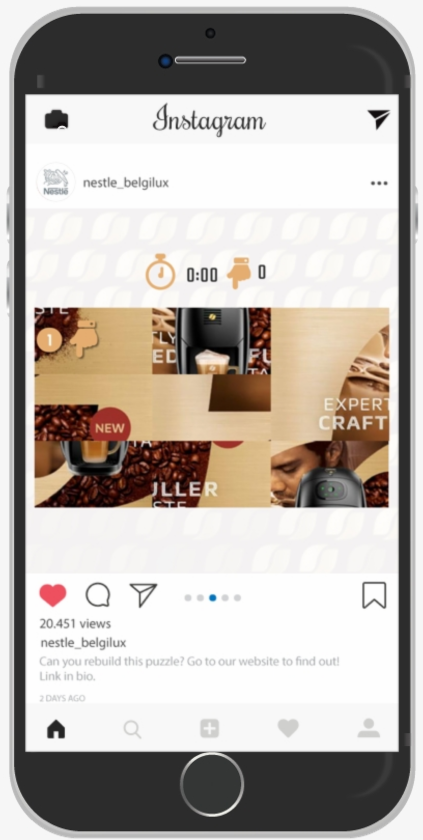 Instagram
Nestlé
nestle_belgilux
0:00 0
STE
1
LY
ED FU
TA
EXPERT
CRAFT
NEW
TA
ULLER
STE
20.451 views
nestle_belgilux
Can you rebuild this puzzle? Go to our website to find out!
Link in bio.
2 DAYS AGO